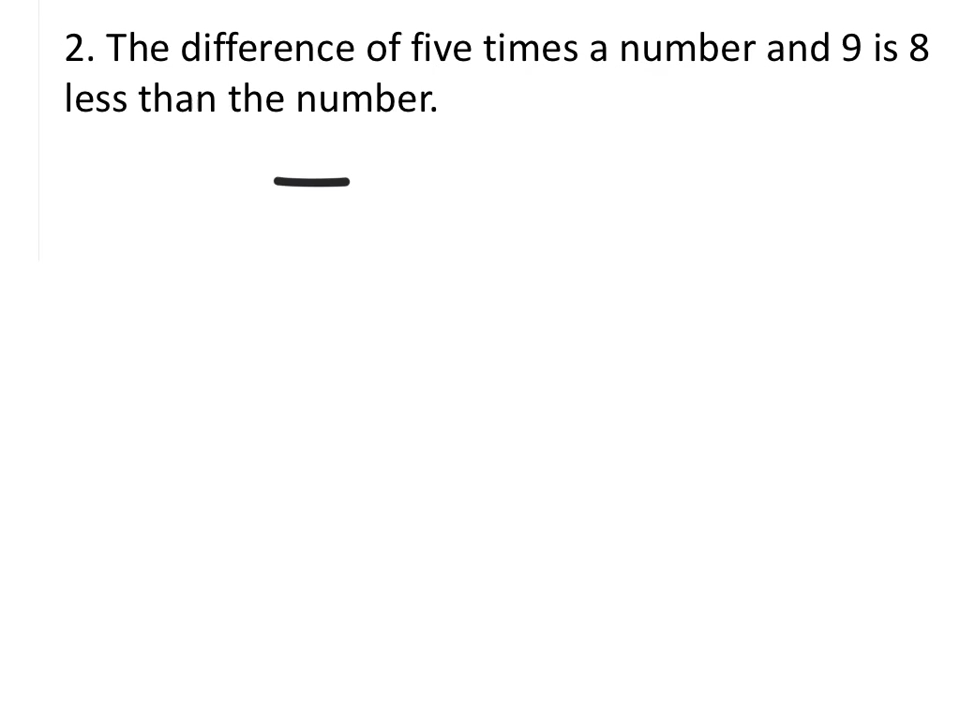 2. The difference of five times a number and 9 is 8
less than the number.